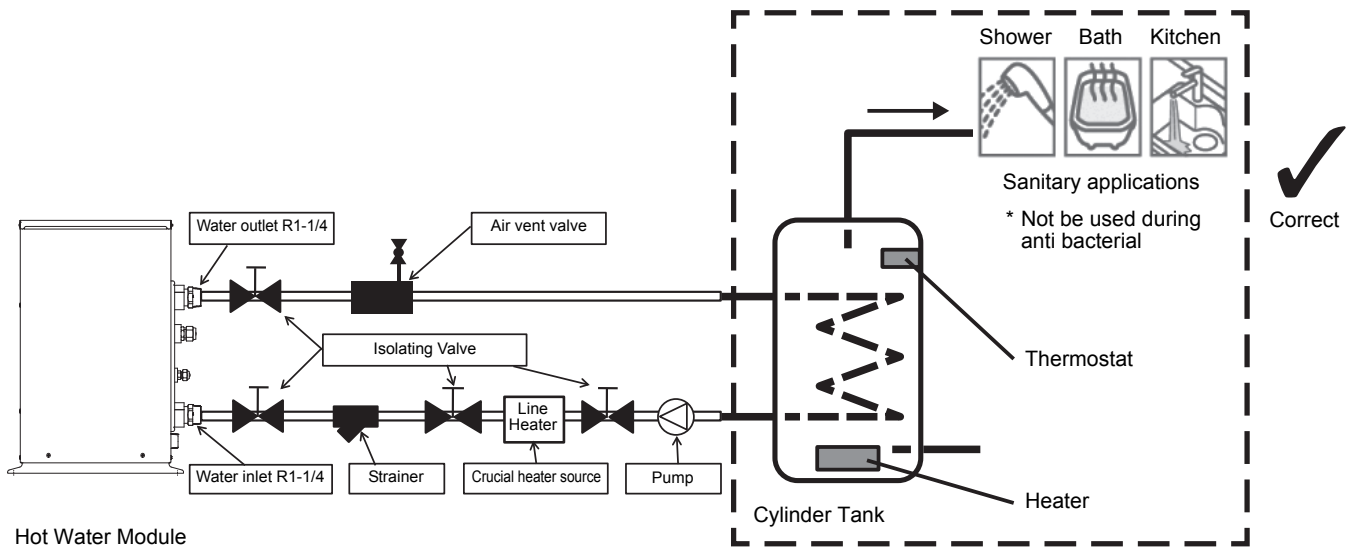 Shower
Bath
Kitchen
Sanitary applications
* Not be used during
anti bacterial
Correct
Water outlet R1-1/4
Air vent valve
Isolating Valve
Thermostat
Line
Heater
Water inlet R1-1/4
Strainer
Crucial heater source
Pump
Heater
Cylinder Tank
Hot Water Module